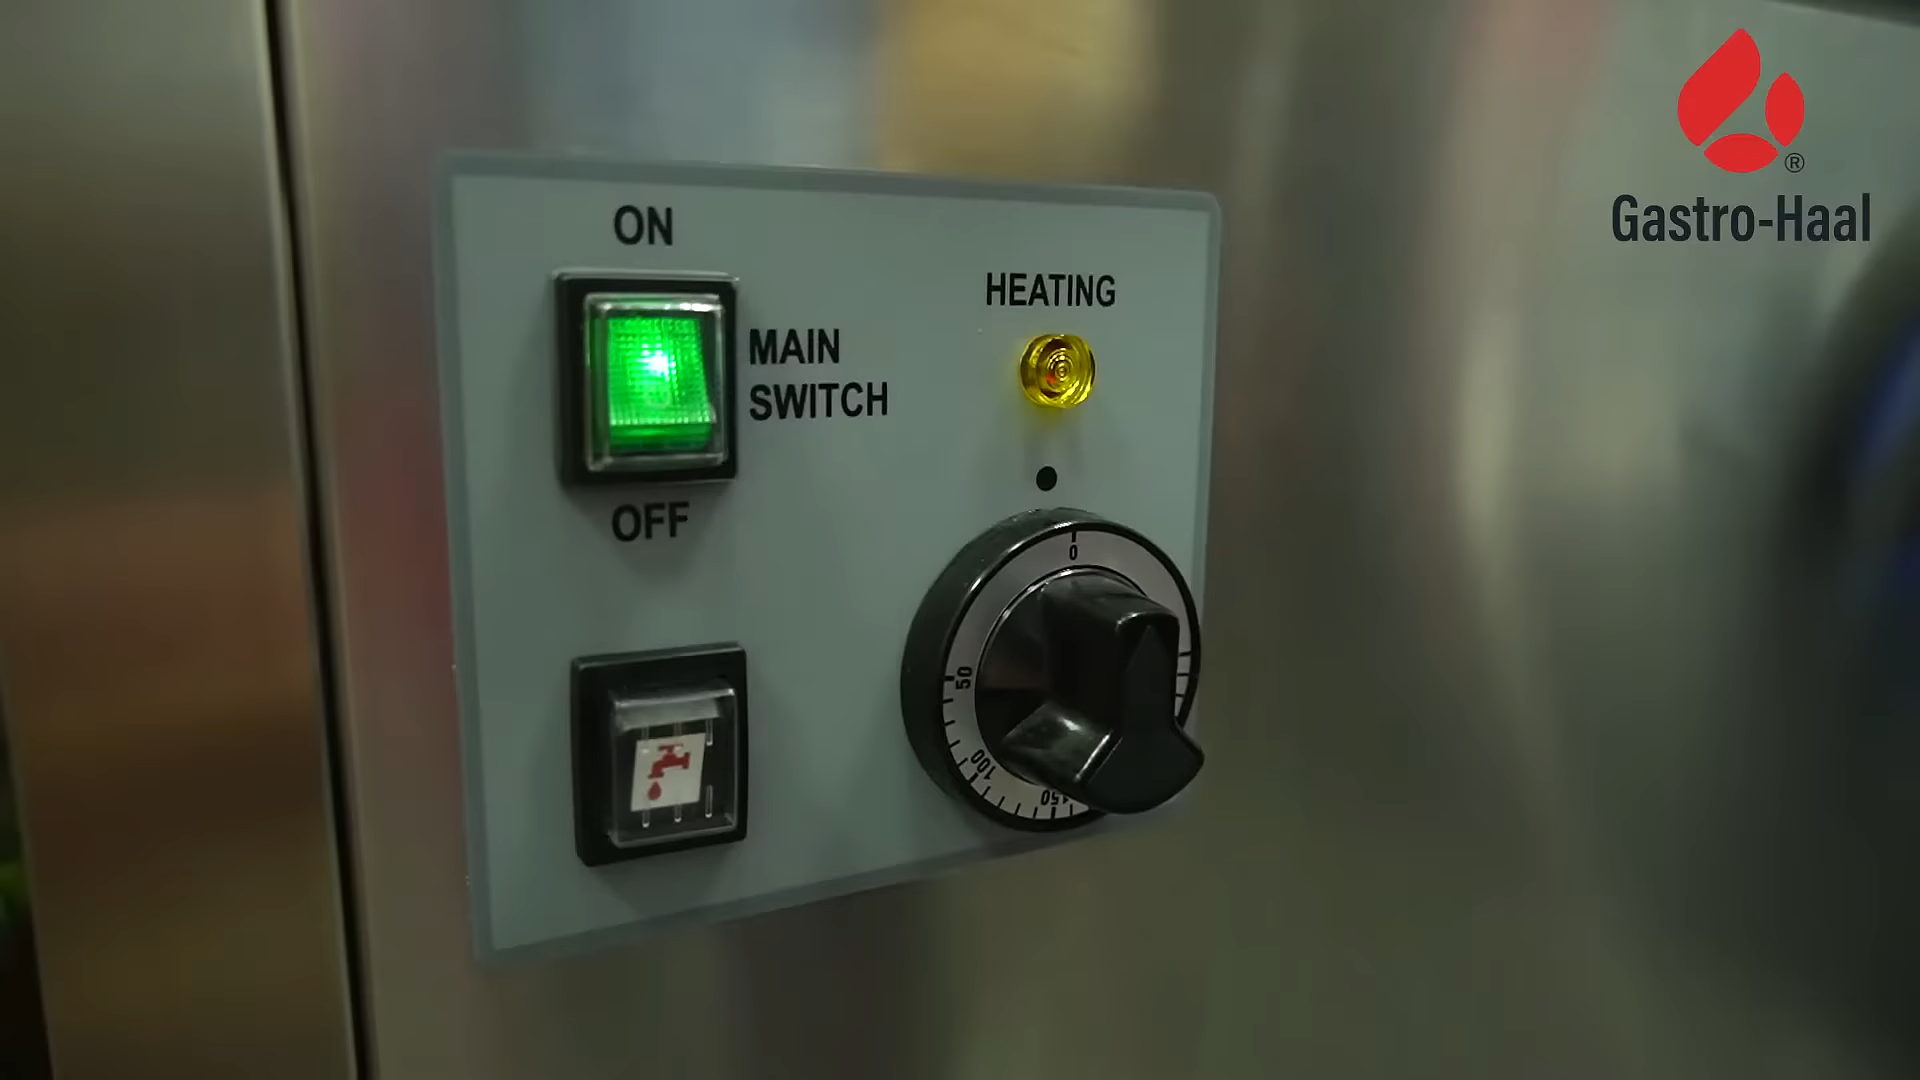 ON
MAIN
SWITCH
OFF
HEATING
0
50
100
150
®
Gastro-Haal